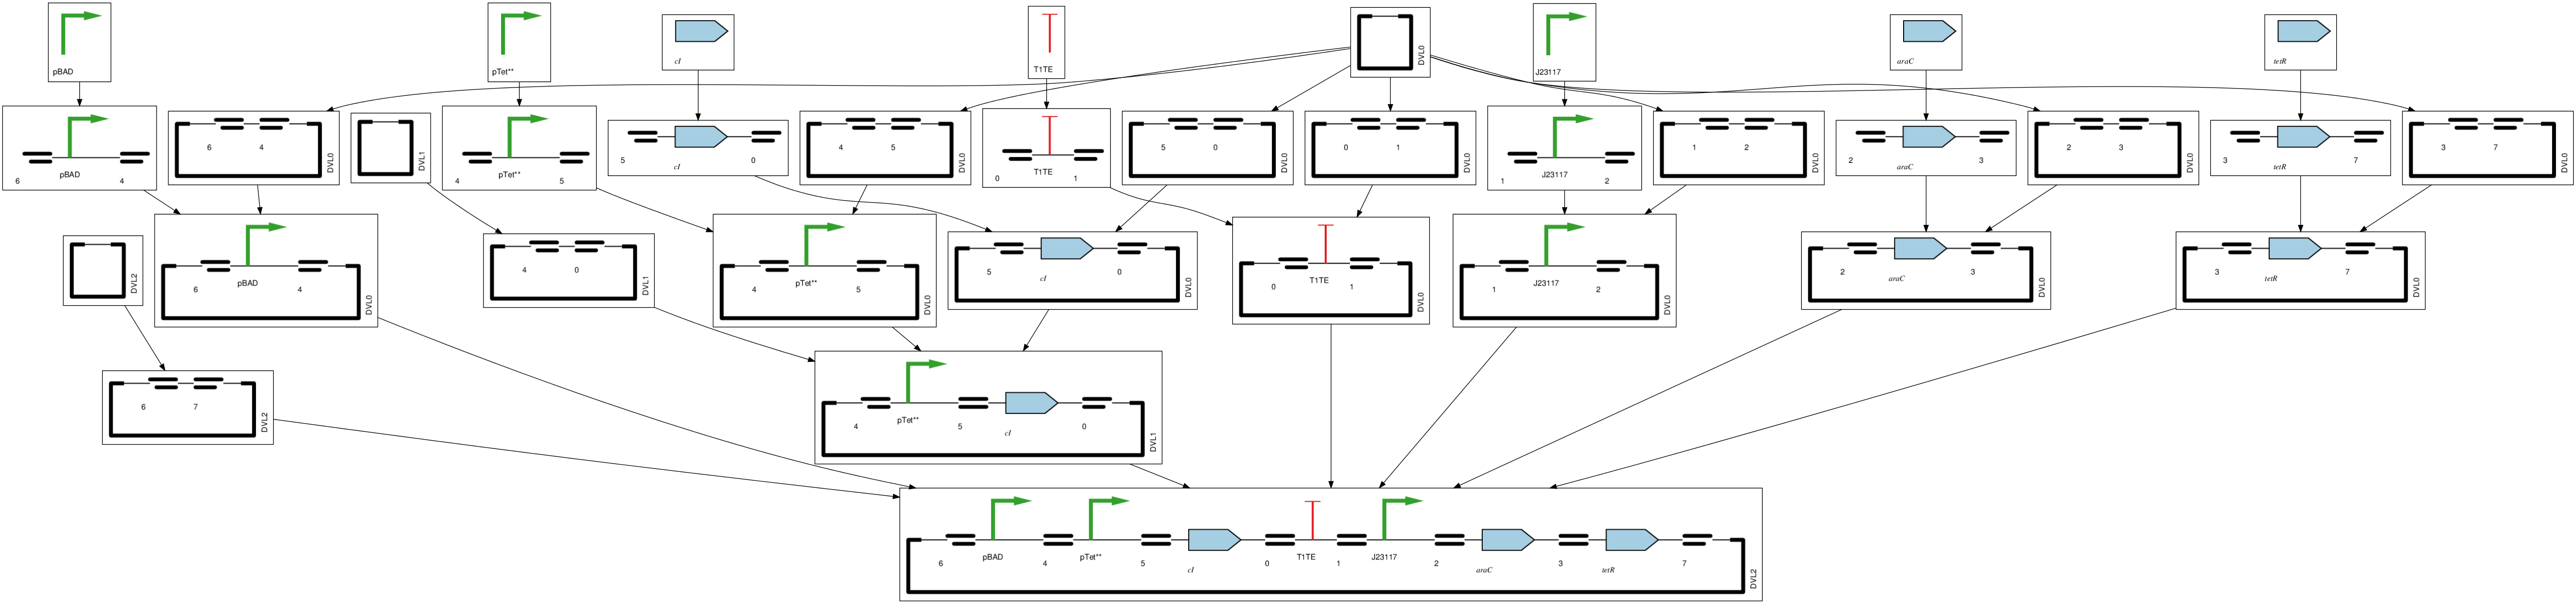 pBAD
pTet**
cI
T1TE
DVL0
J23117
araC
tetR
6 pBAD 4
6 4 DVL0
DVL1
4 pTet** 5
5 cI 0
4 5 DVL0
0 T1TE 1
5 0 DVL0
0 1 DVL0
1 J23117 2
1 2 DVL0
2 araC 3
2 3 DVL0
3 tetR 7
3 7 DVL0
DVL2
6 pBAD 4 DVL0
4 0 DVL1
4 pTet** 5 DVL0
5 cI 0 DVL0
0 T1TE 1 DVL0
1 J23117 2 DVL0
2 araC 3 DVL0
3 tetR 7 DVL0
6 7 DVL2
4 pTet** 5 cI 0 DVL1
6 pBAD 4 pTet** 5 cI 0 T1TE 1 J23117 2 araC 3 tetR 7 DVL2